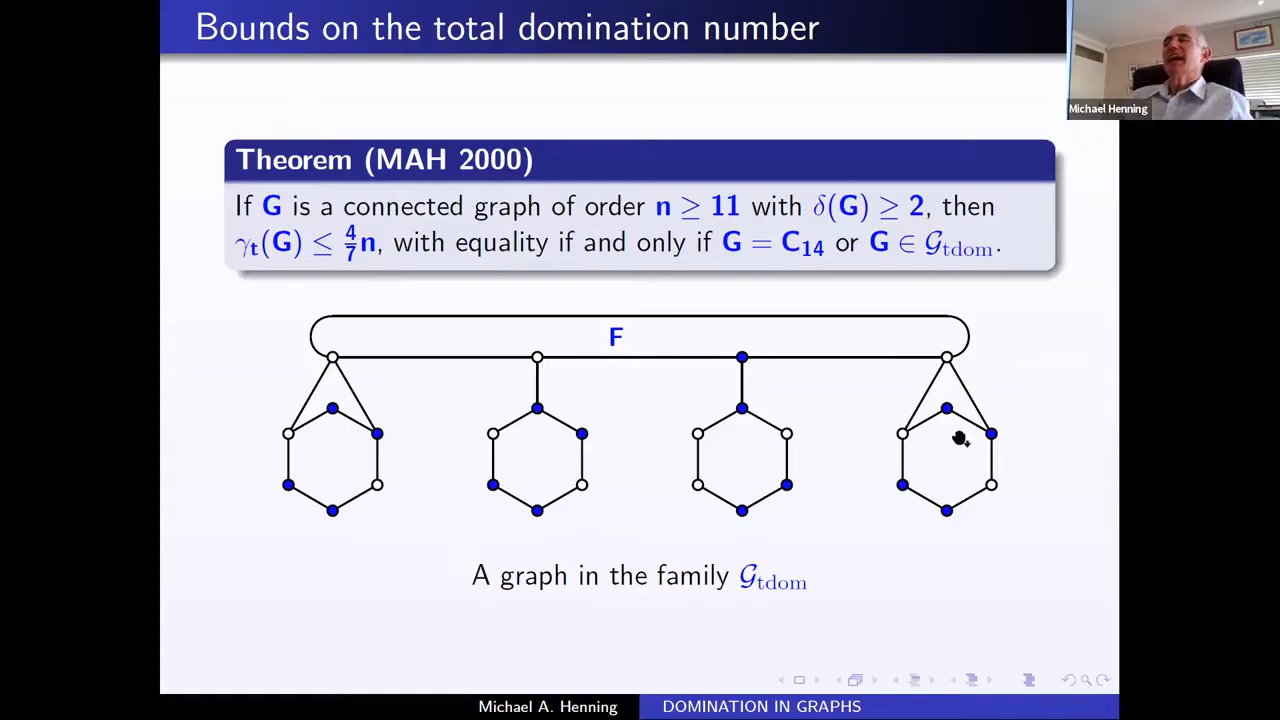 Bounds on the total domination number
Michael Henning
Theorem (MAH 2000)
If G is a connected graph of order n ≥ 11 with δ(G) ≥ 2, then
γt(G) ≤ 4/7 n, with equality if and only if G = C14 or G ∈ 𝒢tdom.
F
A graph in the family 𝒢tdom
Michael A. Henning
DOMINATION IN GRAPHS